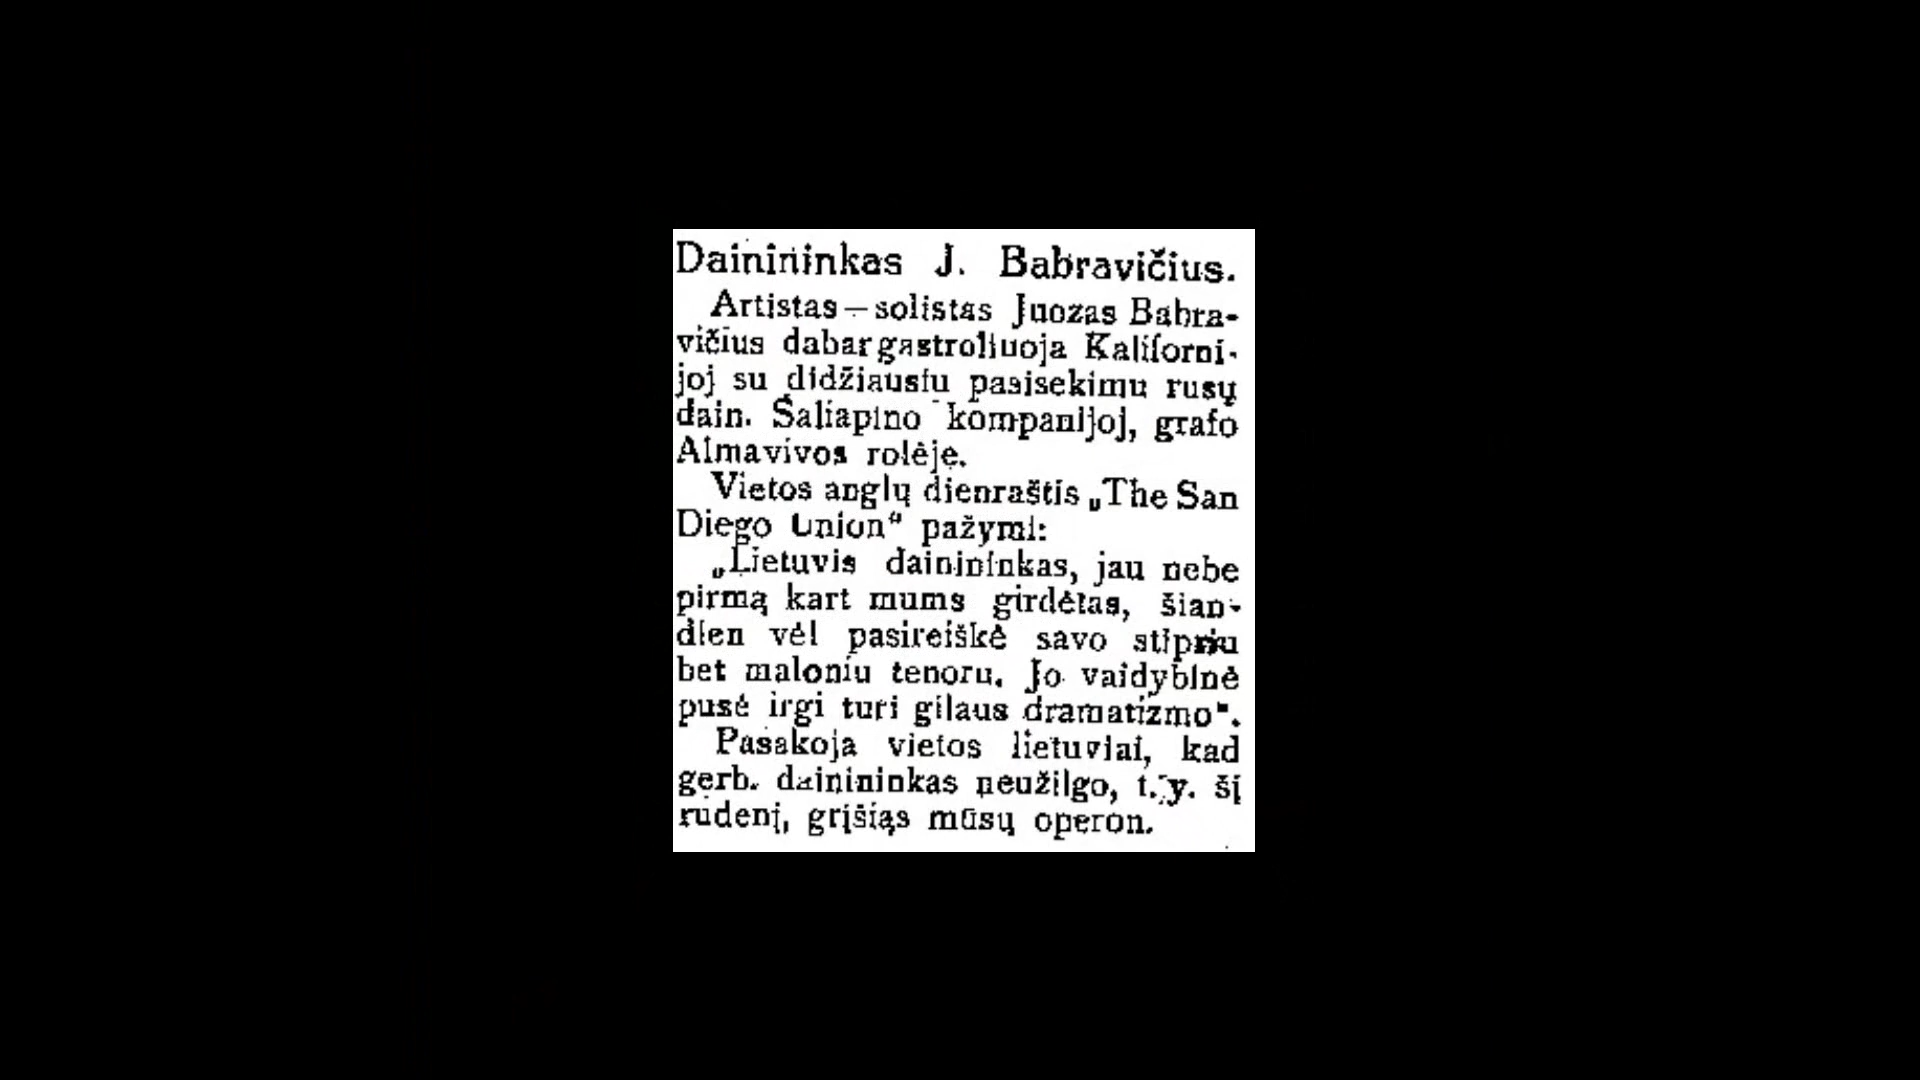 Dainininkas J. Babravičius.
Artistas—solistas Juozas Babra-
vičius dabar gastroliuoja Kaliforni-
joj su didžiausiu pasisekimu rusų
dain. Šaliapino kompanijoj, grafo
Almavivos rolėje.
Vietos anglų dienraštis „The San
Diego Union“ pažymi:
„Lietuvis dainininkas, jau nebe
pirmą kart mums girdėtas, šian-
dien vėl pasireiškė savo stipriu
bet maloniu tenoru. Jo vaidybinė
pusė irgi turi gilaus dramatizmo“.
Pasakoja vietos lietuviai, kad
gerb. dainininkas neužilgo, t. y. šį
rudenį, grįšiąs mūsų operon.